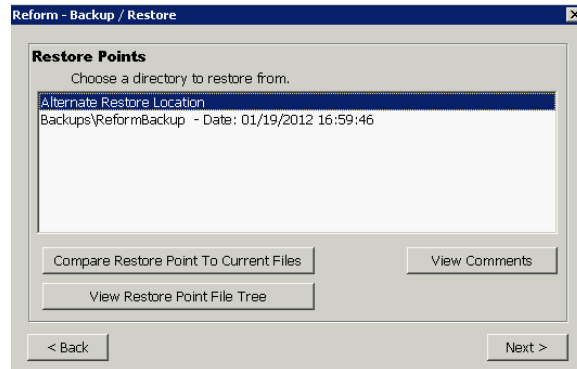 Reform - Backup / Restore
Restore Points
Choose a directory to restore from.
Alternate Restore Location
Backups\ReformBackup - Date: 01/19/2012 16:59:46
Compare Restore Point To Current Files
View Comments
View Restore Point File Tree
< Back
Next >